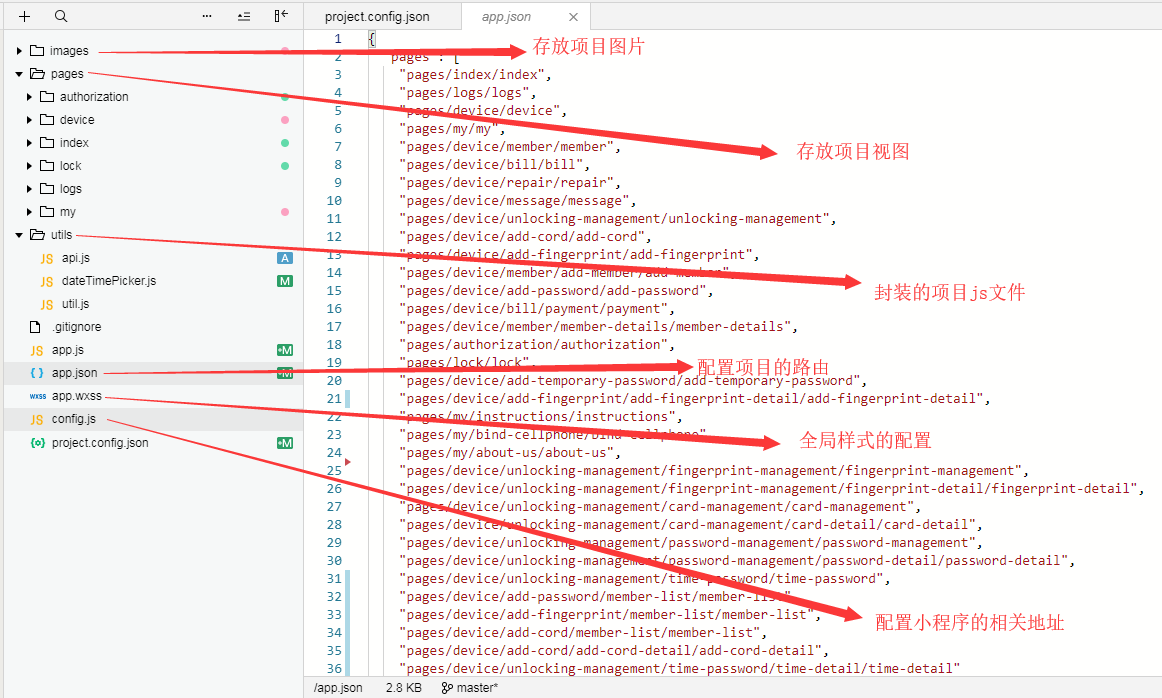 project.config.json
app.json
images
pages
authorization
device
index
lock
logs
my
utils
api.js
A
dateTimePicker.js
M
util.js
.gitignore
app.js
M
app.json
M
app.wxss
config.js
project.config.json
M
1 {
2 "pages": [
3 "pages/index/index",
4 "pages/logs/logs",
5 "pages/device/device",
6 "pages/my/my",
7 "pages/device/member/member",
8 "pages/device/bill/bill",
9 "pages/device/repair/repair",
10 "pages/device/message/message",
11 "pages/device/unlocking-management/unlocking-management",
12 "pages/device/add-cord/add-cord",
13 "pages/device/add-fingerprint/add-fingerprint",
14 "pages/device/member/add-member/add-member",
15 "pages/device/add-password/add-password",
16 "pages/device/bill/payment/payment",
17 "pages/device/member/member-details/member-details",
18 "pages/authorization/authorization",
19 "pages/lock/lock",
20 "pages/device/add-temporary-password/add-temporary-password",
21 "pages/device/add-fingerprint/add-fingerprint-detail/add-fingerprint-detail",
22 "pages/my/instructions/instructions",
23 "pages/my/bind-cellphone/bind-cellphone",
24 "pages/my/about-us/about-us",
25 "pages/device/unlocking-management/fingerprint-management/fingerprint-management",
26 "pages/device/unlocking-management/fingerprint-management/fingerprint-detail/fingerprint-detail",
27 "pages/device/unlocking-management/card-management/card-management",
28 "pages/device/unlocking-management/card-management/card-detail/card-detail",
29 "pages/device/unlocking-management/password-management/password-management",
30 "pages/device/unlocking-management/password-management/password-detail/password-detail",
31 "pages/device/unlocking-management/time-password/time-password",
32 "pages/device/add-password/member-list/member-list",
33 "pages/device/add-fingerprint/member-list/member-list",
34 "pages/device/add-cord/member-list/member-list",
35 "pages/device/add-cord/add-cord-detail/add-cord-detail",
36 "pages/device/unlocking-management/time-password/time-detail/time-detail"
存放项目图片
存放项目视图
封装的项目js文件
配置项目的路由
全局样式的配置
配置小程序的相关地址
/app.json 2.8 KB master*